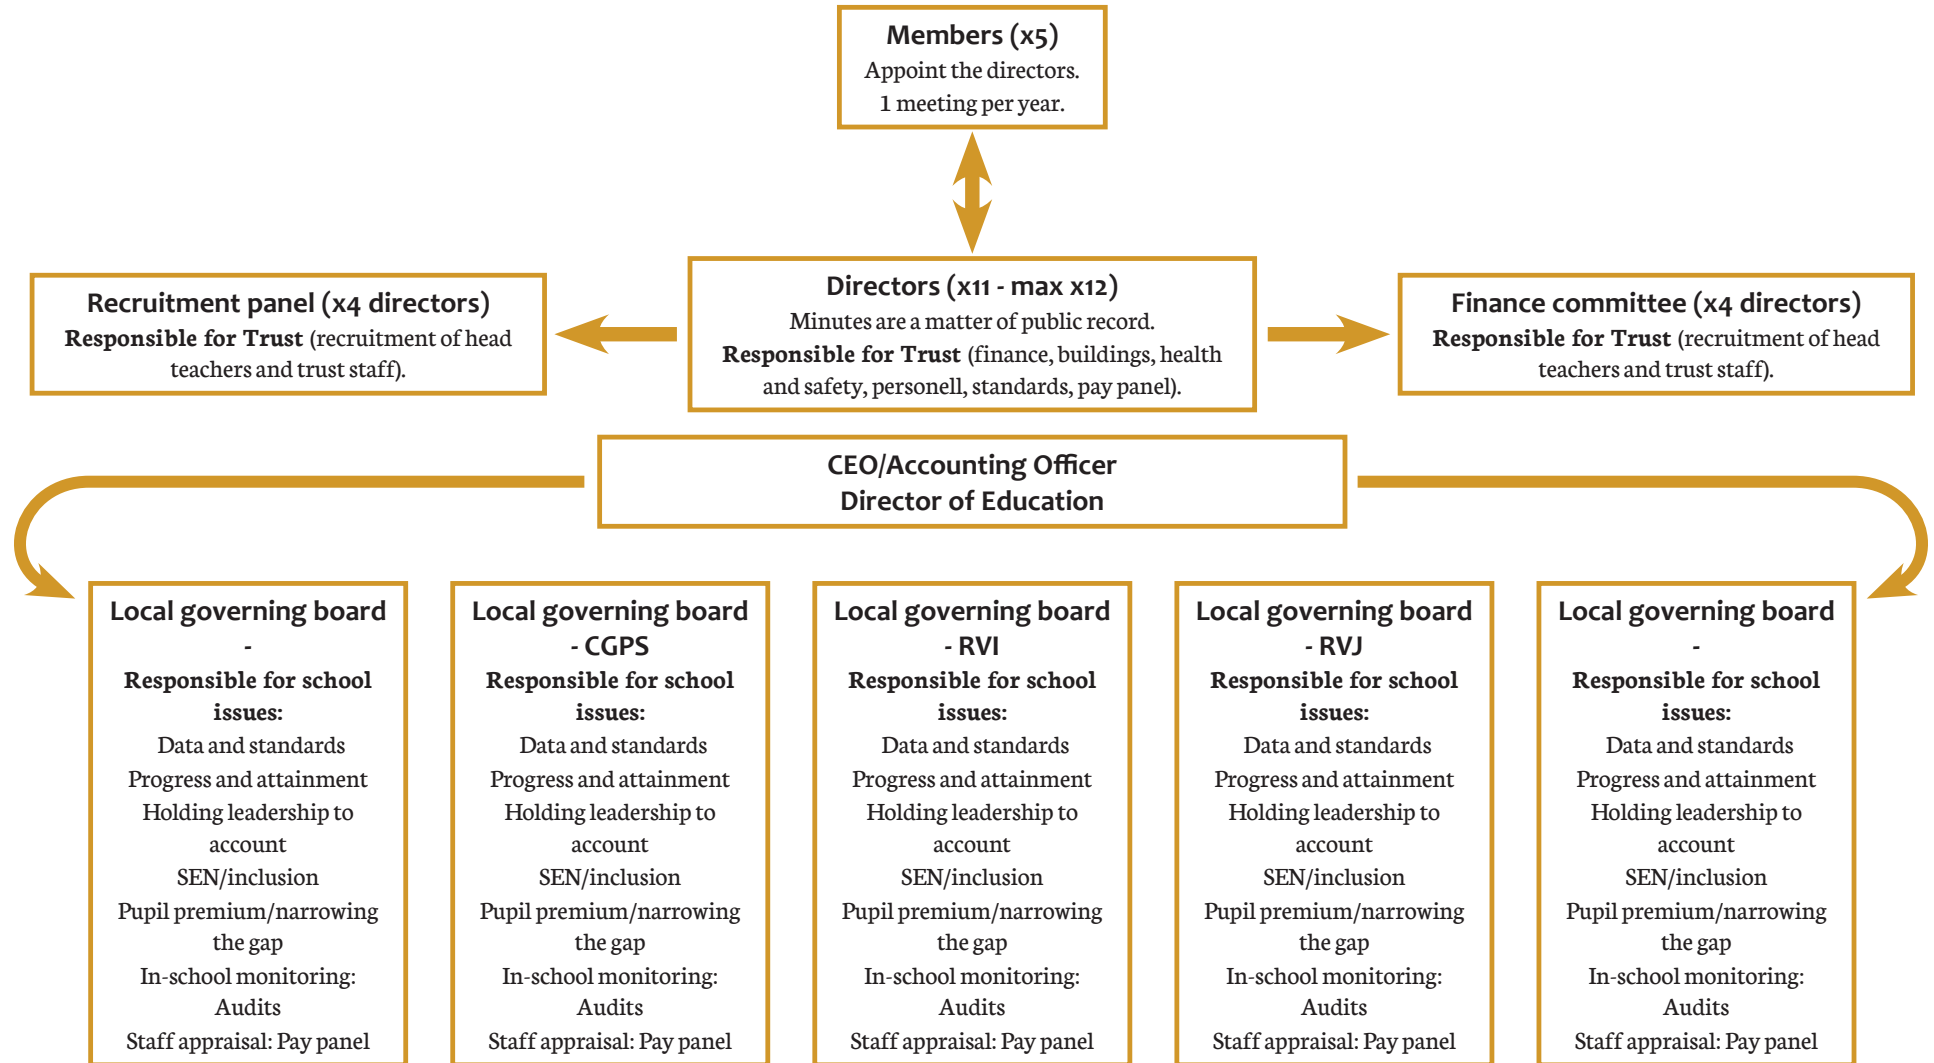 Members (x5)
Appoint the directors.
1 meeting per year.
Recruitment panel (x4 directors)
Responsible for Trust (recruitment of head
teachers and trust staff).
Directors (x11 - max x12)
Minutes are a matter of public record.
Responsible for Trust (finance, buildings, health
and safety, personell, standards, pay panel).
Finance committee (x4 directors)
Responsible for Trust (recruitment of head
teachers and trust staff).
CEO/Accounting Officer
Director of Education
Local governing board
-
Responsible for school
issues:
Data and standards
Progress and attainment
Holding leadership to
account
SEN/inclusion
Pupil premium/narrowing
the gap
In-school monitoring:
Audits
Staff appraisal: Pay panel
Local governing board
- CGPS
Responsible for school
issues:
Data and standards
Progress and attainment
Holding leadership to
account
SEN/inclusion
Pupil premium/narrowing
the gap
In-school monitoring:
Audits
Staff appraisal: Pay panel
Local governing board
- RVI
Responsible for school
issues:
Data and standards
Progress and attainment
Holding leadership to
account
SEN/inclusion
Pupil premium/narrowing
the gap
In-school monitoring:
Audits
Staff appraisal: Pay panel
Local governing board
- RVJ
Responsible for school
issues:
Data and standards
Progress and attainment
Holding leadership to
account
SEN/inclusion
Pupil premium/narrowing
the gap
In-school monitoring:
Audits
Staff appraisal: Pay panel
Local governing board
-
Responsible for school
issues:
Data and standards
Progress and attainment
Holding leadership to
account
SEN/inclusion
Pupil premium/narrowing
the gap
In-school monitoring:
Audits
Staff appraisal: Pay panel